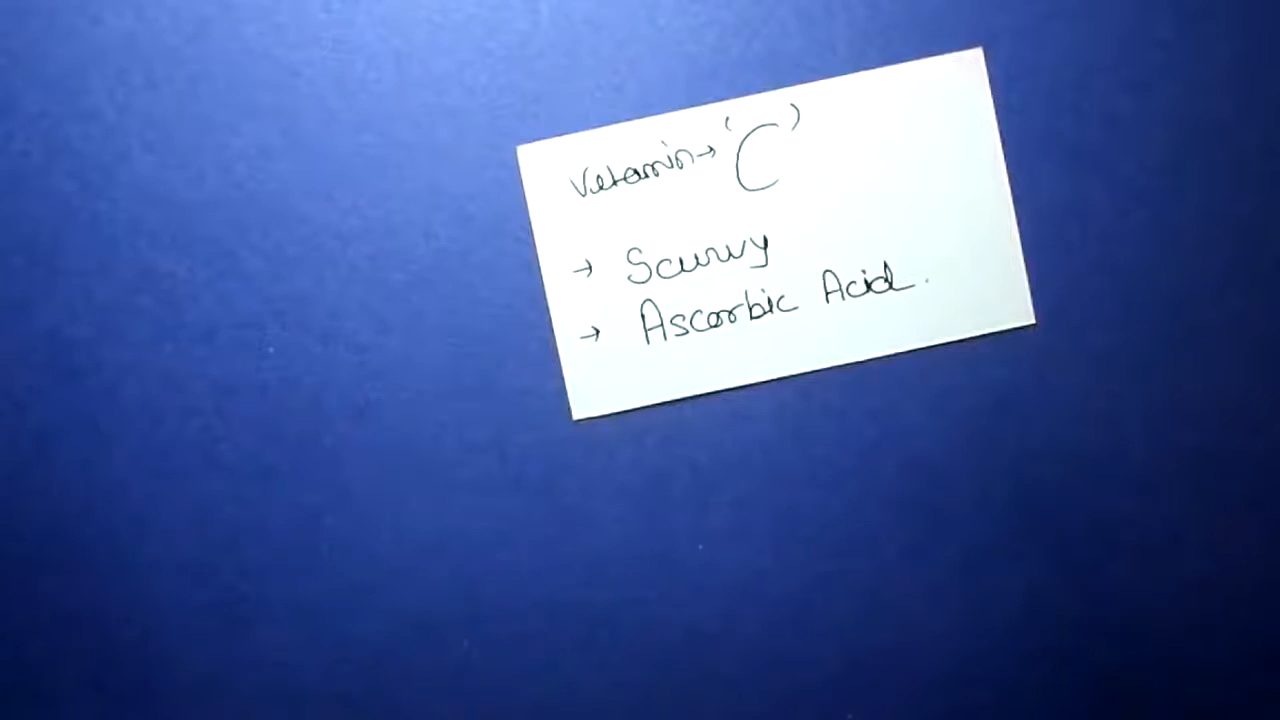 Vitamin → 'C'
→ Scurvy
→ Ascorbic Acid.